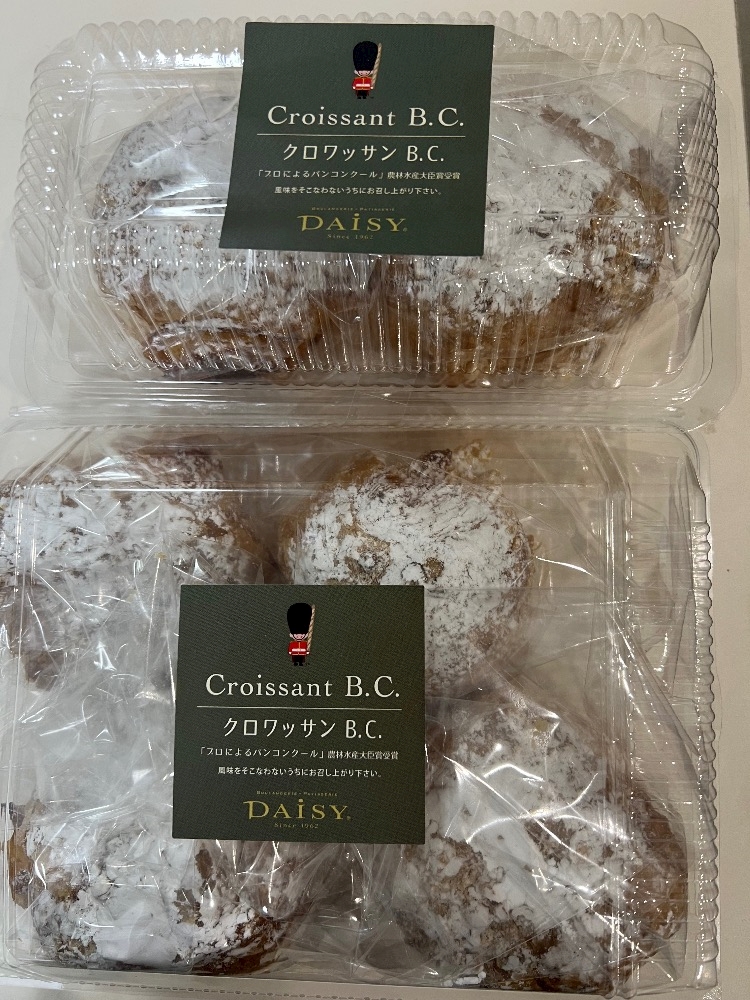 Croissant B.C.
クロワッサン B.C.
「プロによるパンコンクール」農林水産大臣賞受賞
風味をそこなわないうちにお召し上がり下さい。
BOULANGERIE・PATISSERIE
DAiSY®
Since 1962
Croissant B.C.
クロワッサン B.C.
「プロによるパンコンクール」農林水産大臣賞受賞
風味をそこなわないうちにお召し上がり下さい。
BOULANGERIE・PATISSERIE
DAiSY®
Since 1962